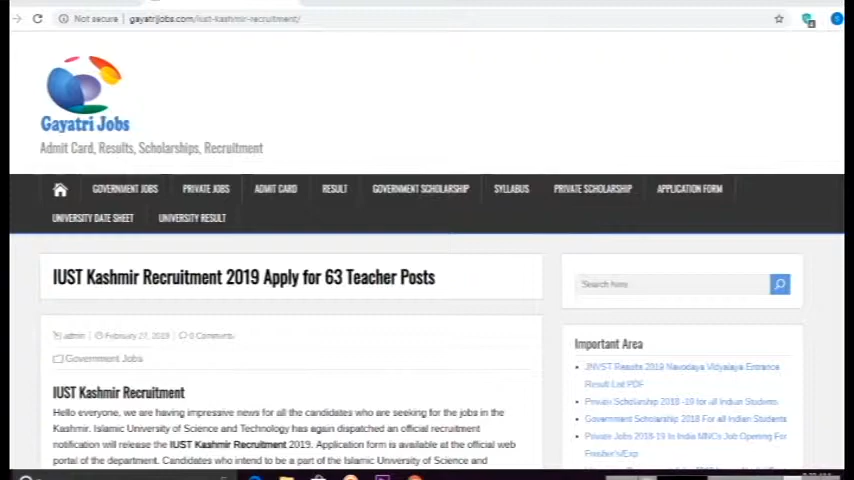 Not secure | gayatrijobs.com/iust-kashmir-recruitment/
Gayatri Jobs
Admit Card, Results, Scholarships, Recruitment
GOVERNMENT JOBS PRIVATE JOBS ADMIT CARD RESULT GOVERNMENT SCHOLARSHIP SYLLABUS PRIVATE SCHOLARSHIP APPLICATION FORM
UNIVERSITY DATE SHEET UNIVERSITY RESULT
IUST Kashmir Recruitment 2019 Apply for 63 Teacher Posts
admin February 27, 2019 0 Comments
Government Jobs
IUST Kashmir Recruitment
Hello everyone, we are having impressive news for all the candidates who are seeking for the jobs in the
Kashmir. Islamic University of Science and Technology has again dispatched an official recruitment
notification will release the IUST Kashmir Recruitment 2019. Application form is available at the official web
portal of the department. Candidates who intend to be a part of the Islamic University of Science and
Search here
Important Area
JNVST Results 2019 Navodaya Vidyalaya Entrance
Result List PDF
Private Scholarship 2018 -19 for all Indian Students
Government Scholarship 2018 For all Indian Students
Private Jobs 2018-19 In India MNCs Job Opening For
Fresher's/Exp